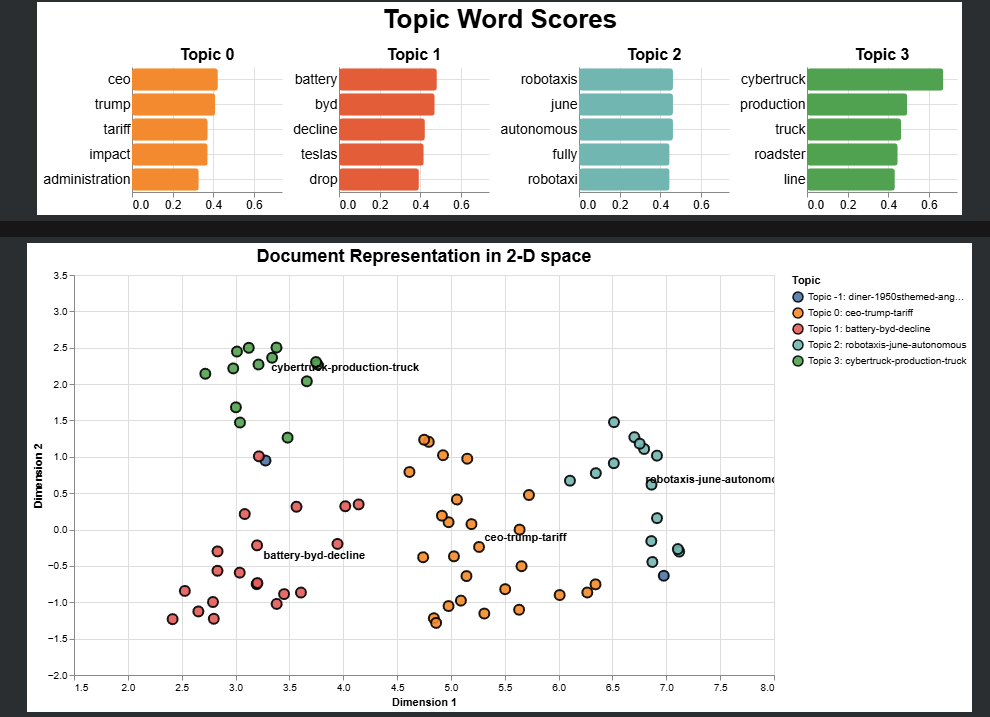 Topic Word Scores
Topic 0 Topic 1 Topic 2 Topic 3
ceo battery robotaxis cybertruck
trump byd june production
tariff decline autonomous truck
impact teslas fully roadster
administration drop robotaxi line
0.0 0.2 0.4 0.6 0.0 0.2 0.4 0.6 0.0 0.2 0.4 0.6 0.0 0.2 0.4 0.6
Document Representation in 2-D space
Topic
Topic -1: diner-1950sthemed-ang...
Topic 0: ceo-trump-tariff
Topic 1: battery-byd-decline
Topic 2: robotaxis-june-autonomous
Topic 3: cybertruck-production-truck
3.5
3.0
2.5
cybertruck-production-truck
2.0
1.5
1.0
robotaxis-june-autonomo
0.5
0.0
ceo-trump-tariff
battery-byd-decline
−0.5
−1.0
−1.5
−2.0
Dimension 2
1.5 2.0 2.5 3.0 3.5 4.0 4.5 5.0 5.5 6.0 6.5 7.0 7.5 8.0
Dimension 1